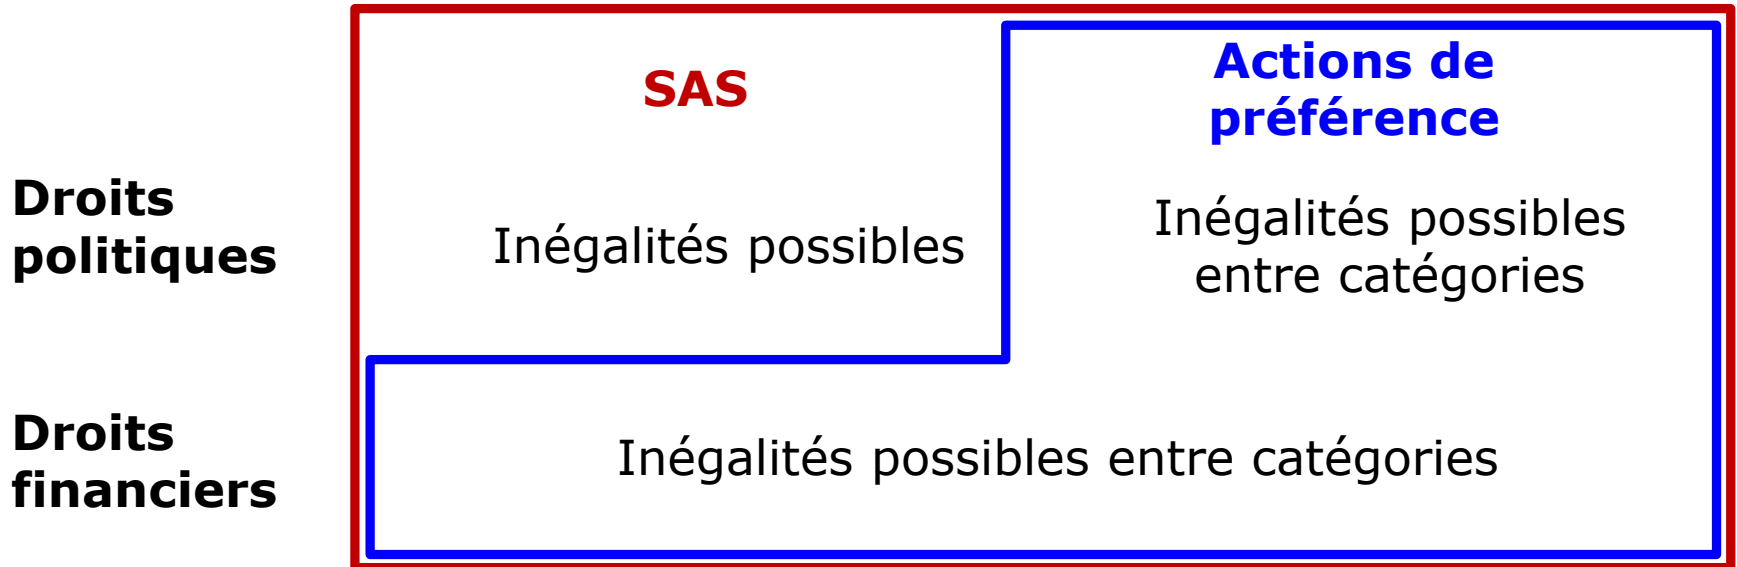 SAS
Actions de
préférence
Droits
politiques
Inégalités possibles
Inégalités possibles
entre catégories
Droits
financiers
Inégalités possibles entre catégories